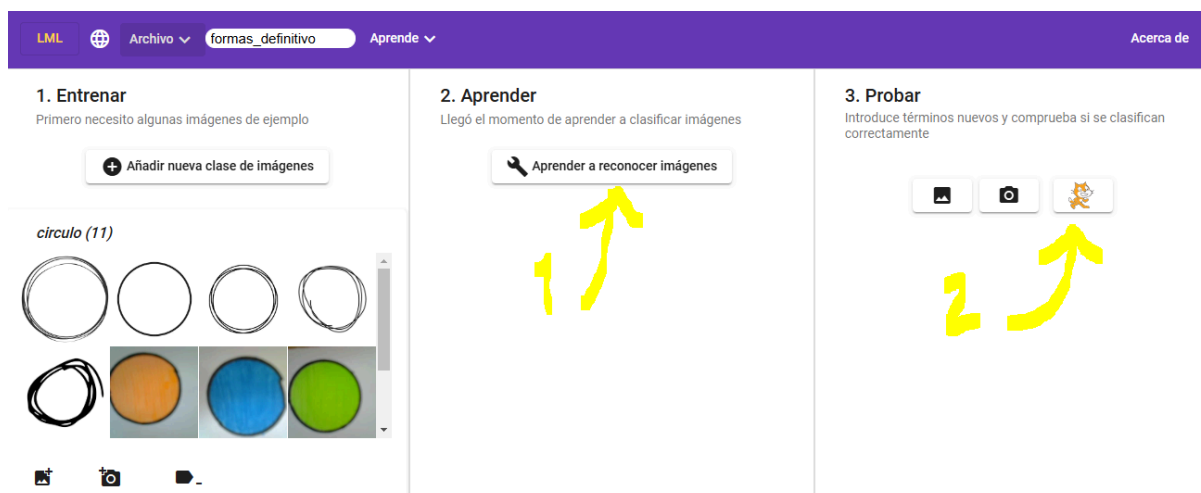 LML Archivo formas_definitivo Aprende Acerca de
1. Entrenar
Primero necesito algunas imágenes de ejemplo
Añadir nueva clase de imágenes
circulo (11)
2. Aprender
Llegó el momento de aprender a clasificar imágenes
Aprender a reconocer imágenes
1
3. Probar
Introduce términos nuevos y comprueba si se clasifican
correctamente
2